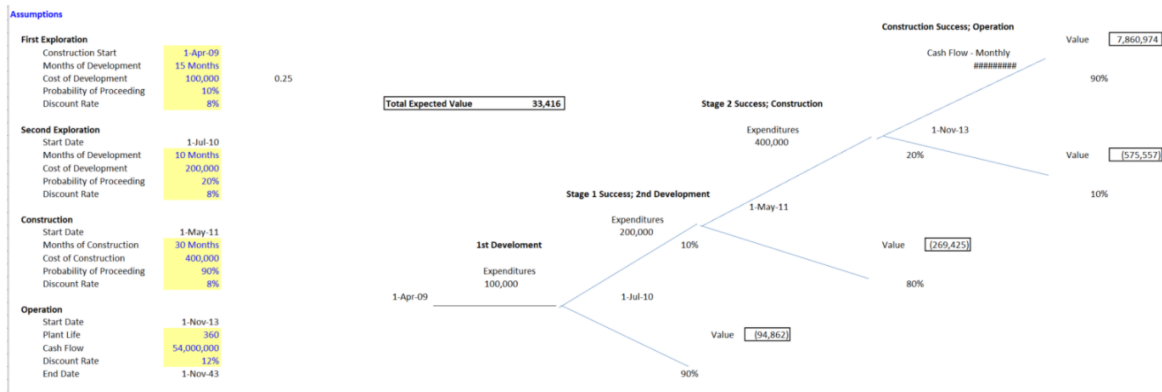 Assumptions
First Exploration
Construction Start 1-Apr-09
Months of Development 15 Months
Cost of Development 100,000 0.25
Probability of Proceeding 10%
Discount Rate 8%
Second Exploration
Start Date 1-Jul-10
Months of Development 10 Months
Cost of Development 200,000
Probability of Proceeding 20%
Discount Rate 8%
Construction
Start Date 1-May-11
Months of Construction 30 Months
Cost of Construction 400,000
Probability of Proceeding 90%
Discount Rate 8%
Operation
Start Date 1-Nov-13
Plant Life 360
Cash Flow 54,000,000
Discount Rate 12%
End Date 1-Nov-43
Total Expected Value 33,416
1st Develoment
Expenditures
100,000
1-Apr-09
Stage 1 Success; 2nd Development
Expenditures
200,000
10%
1-Jul-10
Value (94,862)
90%
Stage 2 Success; Construction
Expenditures
400,000
20%
1-May-11
Value (269,425)
80%
Construction Success; Operation
Cash Flow - Monthly
#########
Value 7,860,974
90%
1-Nov-13
Value (575,557)
10%